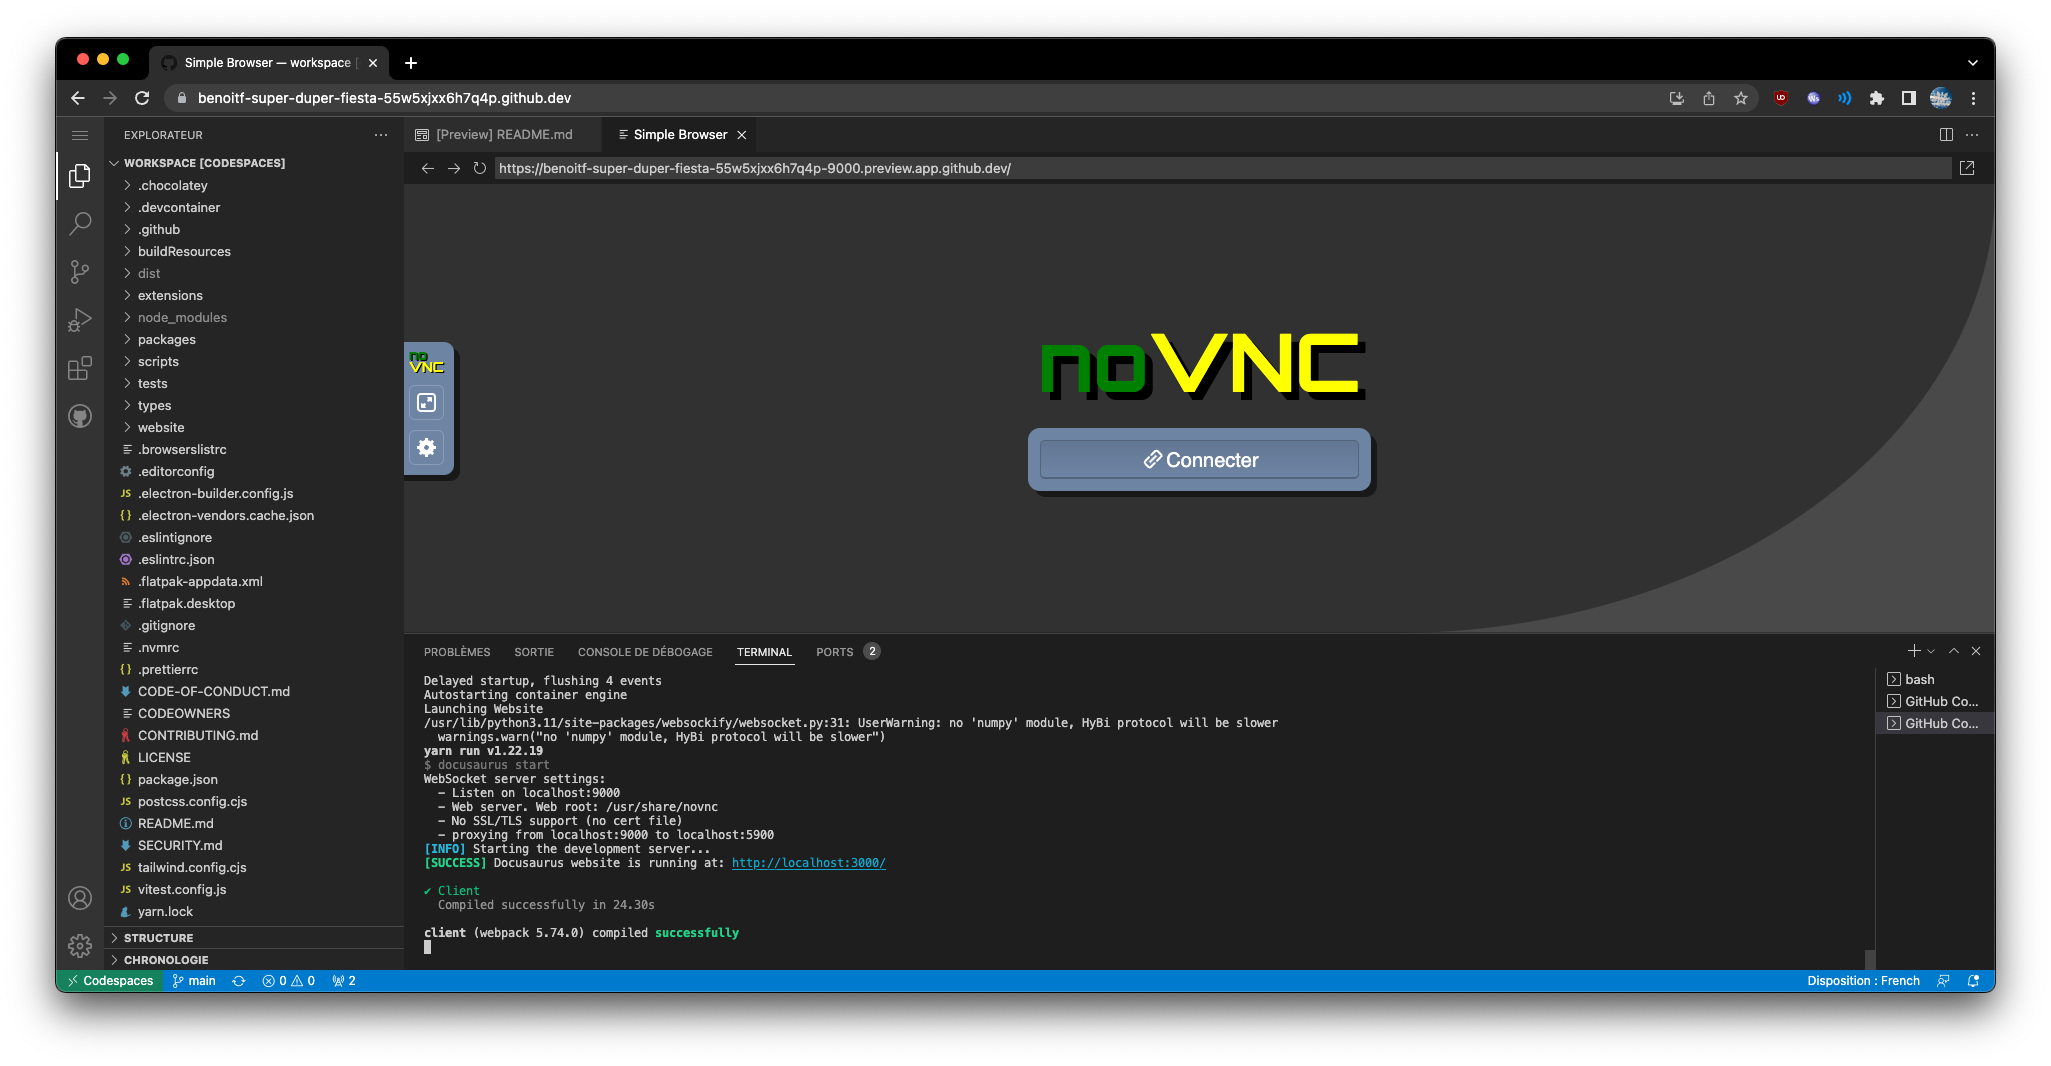 Simple Browser — workspace [
benoitf-super-duper-fiesta-55w5xjxx6h7q4p.github.dev
EXPLORATEUR
WORKSPACE [CODESPACES]
.chocolatey
.devcontainer
.github
buildResources
dist
extensions
node_modules
packages
scripts
tests
types
website
.browserslistrc
.editorconfig
JS .electron-builder.config.js
{} .electron-vendors.cache.json
.eslintignore
.eslintrc.json
.flatpak-appdata.xml
.flatpak.desktop
.gitignore
.nvmrc
{} .prettierrc
CODE-OF-CONDUCT.md
CODEOWNERS
CONTRIBUTING.md
LICENSE
{} package.json
JS postcss.config.cjs
README.md
SECURITY.md
JS tailwind.config.cjs
JS vitest.config.js
yarn.lock
STRUCTURE
CHRONOLOGIE
[Preview] README.md
Simple Browser
https://benoitf-super-duper-fiesta-55w5xjxx6h7q4p-9000.preview.app.github.dev/
no
VNC
noVNC
Connecter
PROBLÈMES SORTIE CONSOLE DE DÉBOGAGE TERMINAL PORTS 2
Delayed startup, flushing 4 events
Autostarting container engine
Launching Website
/usr/lib/python3.11/site-packages/websockify/websocket.py:31: UserWarning: no 'numpy' module, HyBi protocol will be slower
warnings.warn("no 'numpy' module, HyBi protocol will be slower")
yarn run v1.22.19
$ docusaurus start
WebSocket server settings:
- Listen on localhost:9000
- Web server. Web root: /usr/share/novnc
- No SSL/TLS support (no cert file)
- proxying from localhost:9000 to localhost:5900
[INFO] Starting the development server...
[SUCCESS] Docusaurus website is running at: http://localhost:3000/
✔ Client
Compiled successfully in 24.30s
client (webpack 5.74.0) compiled successfully
bash
GitHub Co...
GitHub Co...
Codespaces main 0 0 2
Disposition : French